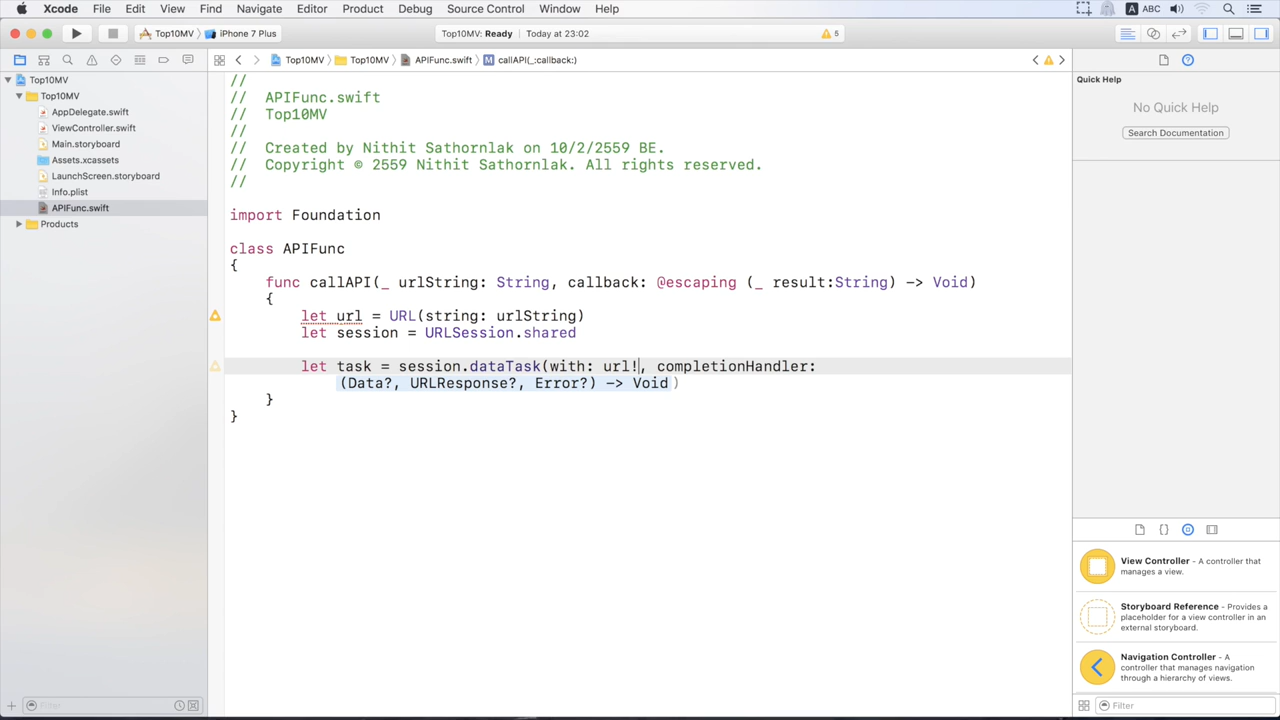 Xcode File Edit View Find Navigate Editor Product Debug Source Control Window Help A ABC
Top10MV iPhone 7 Plus Top10MV: Ready Today at 23:02 5
Top10MV Top10MV APIFunc.swift M callAPI(_:callback:)
Top10MV
Top10MV
AppDelegate.swift
ViewController.swift
Main.storyboard
Assets.xcassets
LaunchScreen.storyboard
Info.plist
APIFunc.swift
Products
Filter
//
// APIFunc.swift
// Top10MV
//
// Created by Nithit Sathornlak on 10/2/2559 BE.
// Copyright © 2559 Nithit Sathornlak. All rights reserved.
//
import Foundation
class APIFunc
{
func callAPI(_ urlString: String, callback: @escaping (_ result:String) -> Void)
{
let url = URL(string: urlString)
let session = URLSession.shared
let task = session.dataTask(with: url!, completionHandler:
(Data?, URLResponse?, Error?) -> Void )
}
}
Quick Help
No Quick Help
Search Documentation
View Controller - A controller that
manages a view.
Storyboard Reference - Provides a
placeholder for a view controller in an
external storyboard.
Navigation Controller - A
controller that manages navigation
through a hierarchy of views.
Filter